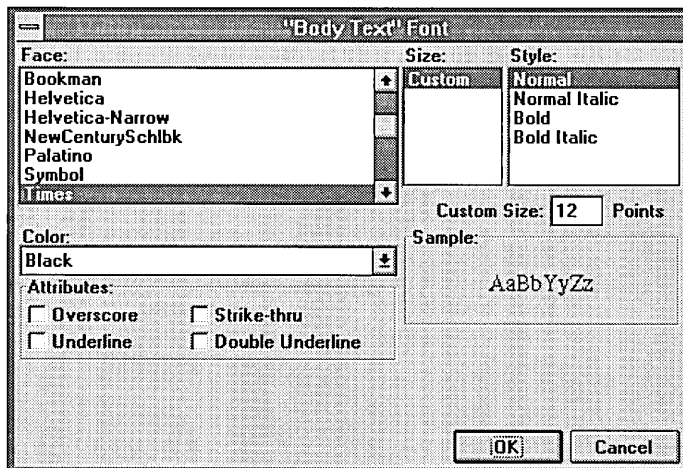 "Body Text" Font
Face:
Bookman
Helvetica
Helvetica-Narrow
NewCenturySchlbk
Palatino
Symbol
Times
Size:
Custom
Style:
Normal
Normal Italic
Bold
Bold Italic
Custom Size: 12 Points
Color:
Black
Sample:
AaBbYyZz
Attributes:
Overscore
Strike-thru
Underline
Double Underline
OK
Cancel